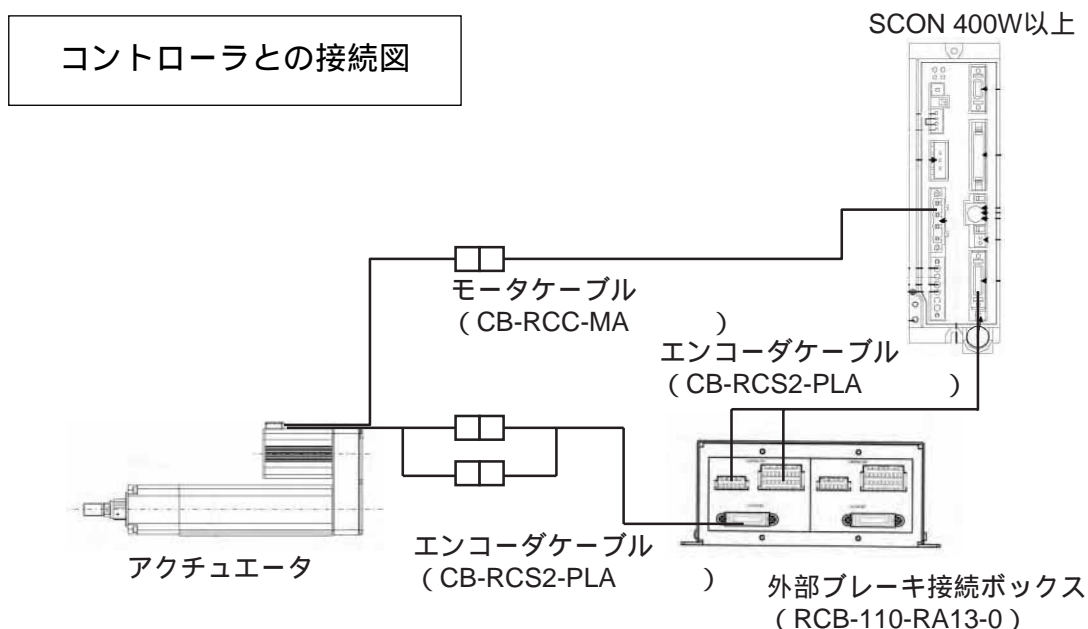 SCON 400W以上
コントローラとの接続図
モータケーブル
（CB-RCC-MA　　　）
エンコーダケーブル
（CB-RCS2-PLA　　　）
アクチュエータ
エンコーダケーブル
（CB-RCS2-PLA　　　）
外部ブレーキ接続ボックス
（RCB-110-RA13-0）